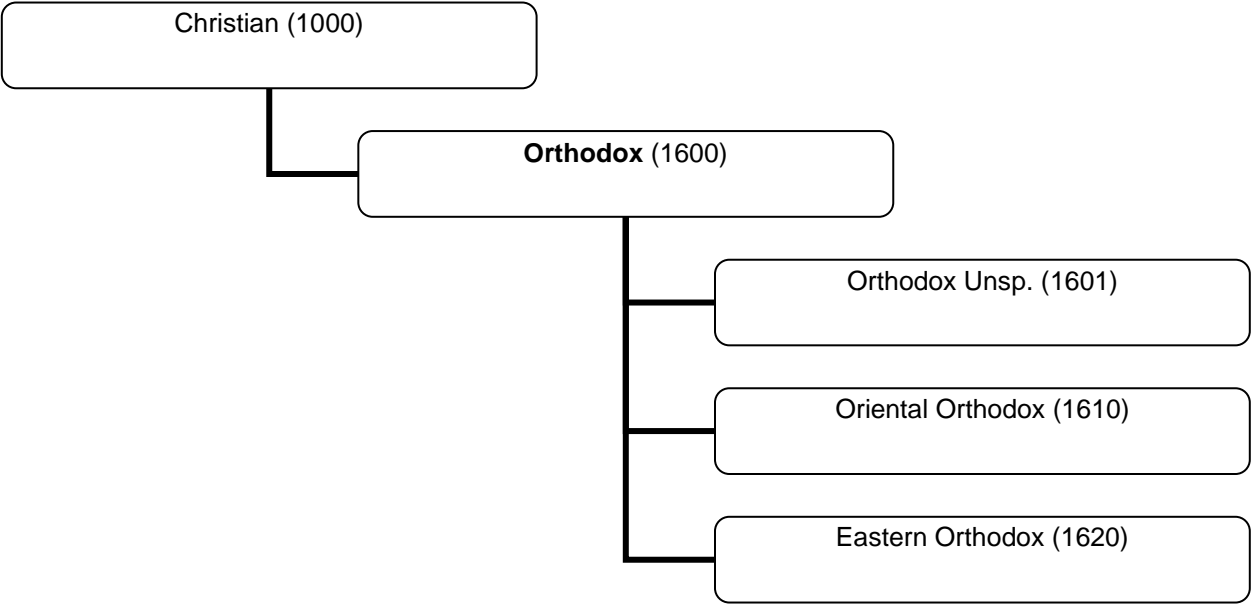 Christian (1000)
Orthodox (1600)
Orthodox Unsp. (1601)
Oriental Orthodox (1610)
Eastern Orthodox (1620)